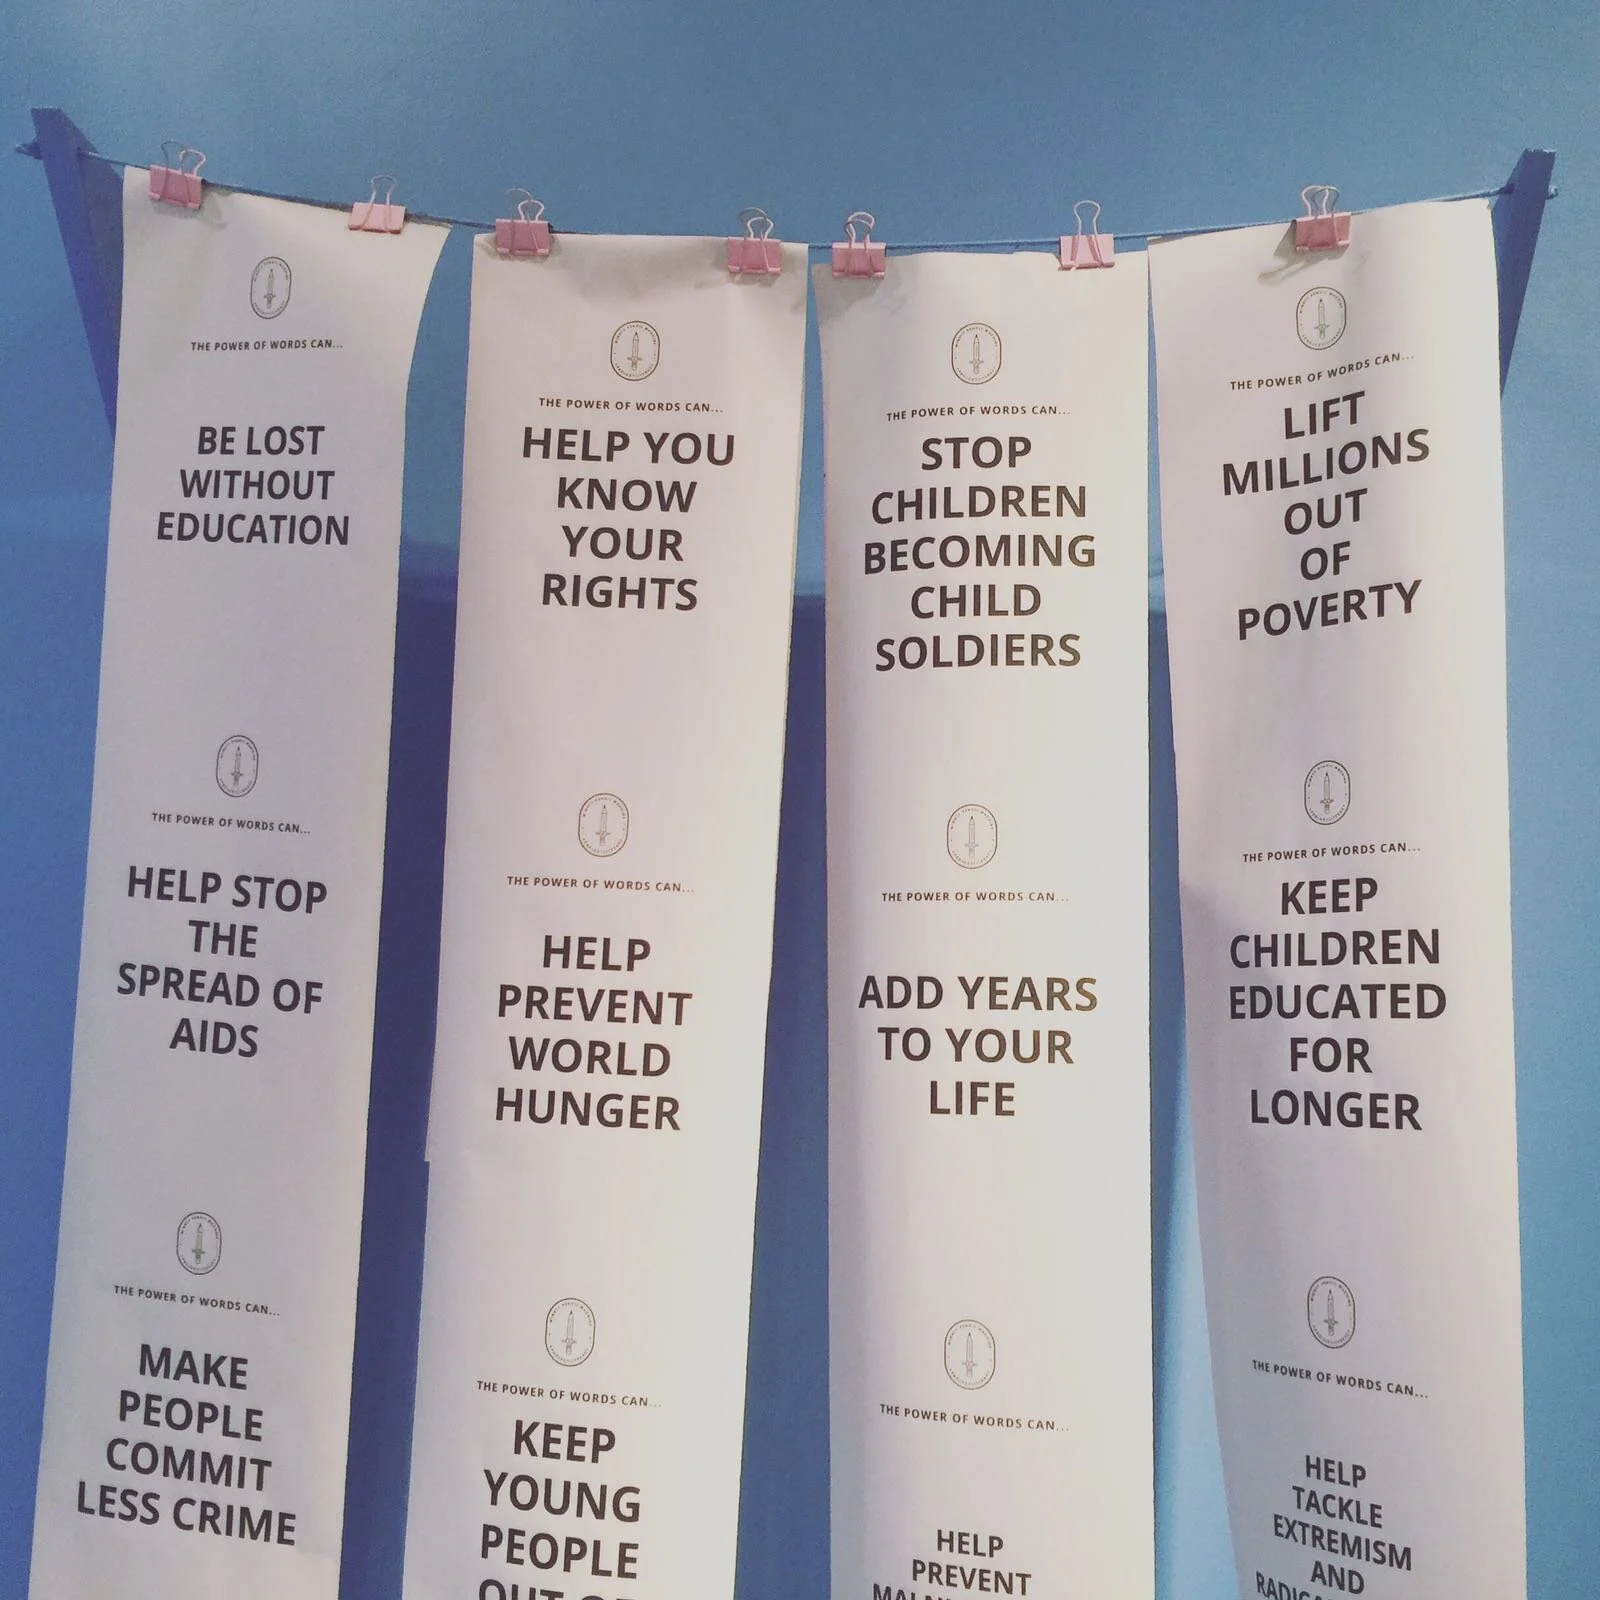 THE POWER OF WORDS CAN...
BE LOST
WITHOUT
EDUCATION
THE POWER OF WORDS CAN...
HELP STOP
THE
SPREAD OF
AIDS
THE POWER OF WORDS CAN...
MAKE
PEOPLE
COMMIT
LESS CRIME
THE POWER OF WORDS CAN...
HELP YOU
KNOW
YOUR
RIGHTS
THE POWER OF WORDS CAN...
HELP
PREVENT
WORLD
HUNGER
THE POWER OF WORDS CAN...
KEEP
YOUNG
PEOPLE
OUT OF
THE POWER OF WORDS CAN...
STOP
CHILDREN
BECOMING
CHILD
SOLDIERS
THE POWER OF WORDS CAN...
ADD YEARS
TO YOUR
LIFE
THE POWER OF WORDS CAN...
HELP
PREVENT
THE POWER OF WORDS CAN...
LIFT
MILLIONS
OUT
OF
POVERTY
THE POWER OF WORDS CAN...
KEEP
CHILDREN
EDUCATED
FOR
LONGER
THE POWER OF WORDS CAN...
HELP
TACKLE
EXTREMISM
AND